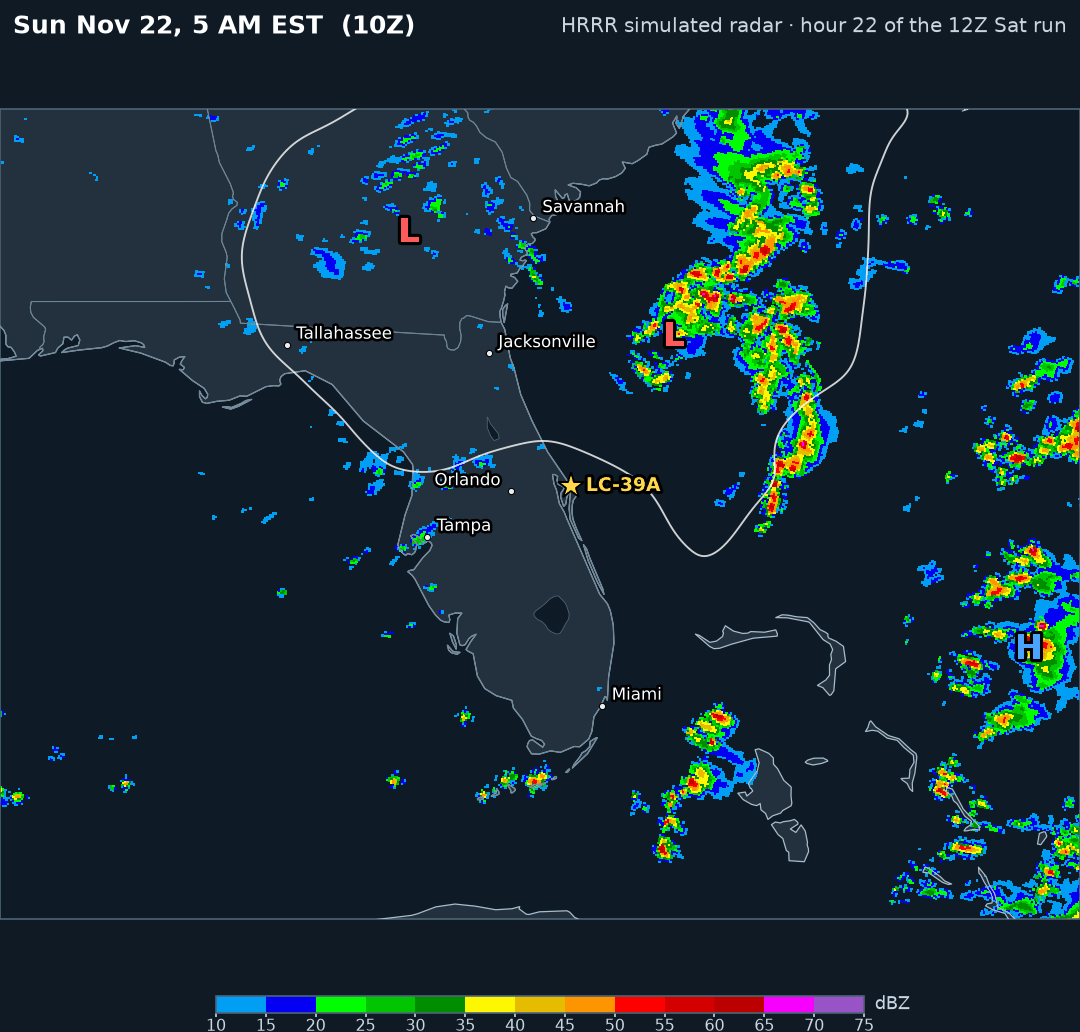 Sun Nov 22, 5 AM EST (10Z)
HRRR simulated radar · hour 22 of the 12Z Sat run
Savannah
L
Tallahassee
Jacksonville
L
Orlando
LC-39A
Tampa
H
Miami
dBZ
10 15 20 25 30 35 40 45 50 55 60 65 70 75